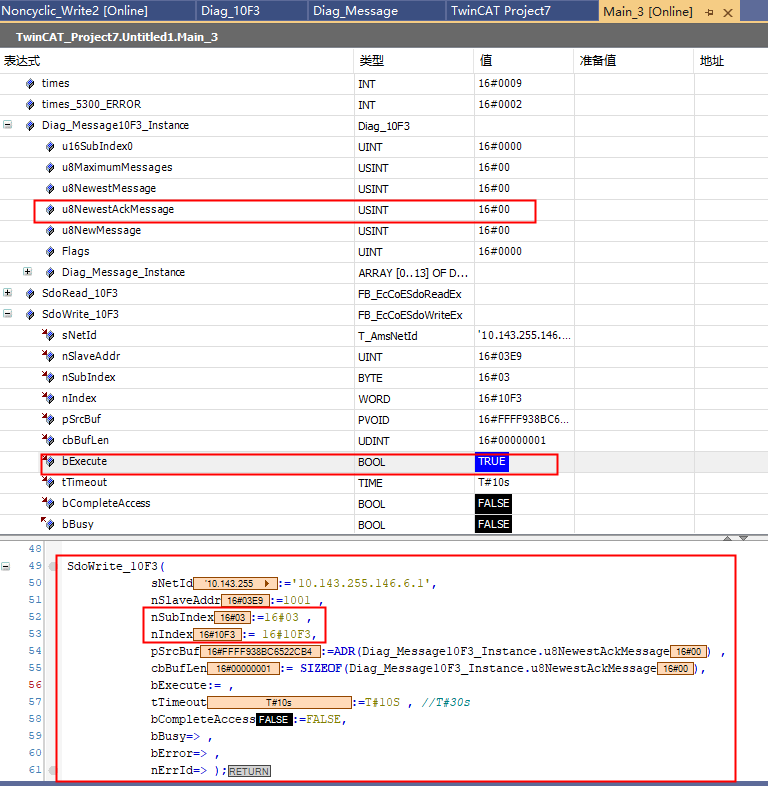 Noncyclic_Write2 [Online] Diag_10F3 Diag_Message TwinCAT Project7 Main_3 [Online]
TwinCAT_Project7.Untitled1.Main_3
表达式 类型 值 准备值 地址
times INT 16#0009
times_5300_ERROR INT 16#0002
Diag_Message10F3_Instance Diag_10F3
u16SubIndex0 UINT 16#0000
u8MaximumMessages USINT 16#00
u8NewestMessage USINT 16#00
u8NewestAckMessage USINT 16#00
u8NewMessage USINT 16#00
Flags UINT 16#0000
Diag_Message_Instance ARRAY [0..13] OF D...
SdoRead_10F3 FB_EcCoESdoReadEx
SdoWrite_10F3 FB_EcCoESdoWriteEx
sNetId T_AmsNetId '10.143.255.146....
nSlaveAddr UINT 16#03E9
nSubIndex BYTE 16#03
nIndex WORD 16#10F3
pSrcBuf PVOID 16#FFFF938BC6...
cbBufLen UDINT 16#00000001
bExecute BOOL TRUE
tTimeout TIME T#10s
bCompleteAccess BOOL FALSE
bBusy BOOL FALSE
48
49 SdoWrite_10F3(
50 sNetId '10.143.255 :='10.143.255.146.6.1',
51 nSlaveAddr 16#03E9 :=1001 ,
52 nSubIndex 16#03 :=16#03 ,
53 nIndex 16#10F3 := 16#10F3,
54 pSrcBuf 16#FFFF938BC6522CB4 :=ADR(Diag_Message10F3_Instance.u8NewestAckMessage 16#00 ) ,
55 cbBufLen 16#00000001 := SIZEOF(Diag_Message10F3_Instance.u8NewestAckMessage 16#00 ),
56 bExecute:= ,
57 tTimeout T#10s :=T#10S , //T#30s
58 bCompleteAccess FALSE :=FALSE,
59 bBusy=> ,
60 bError=> ,
61 nErrId=> ); RETURN